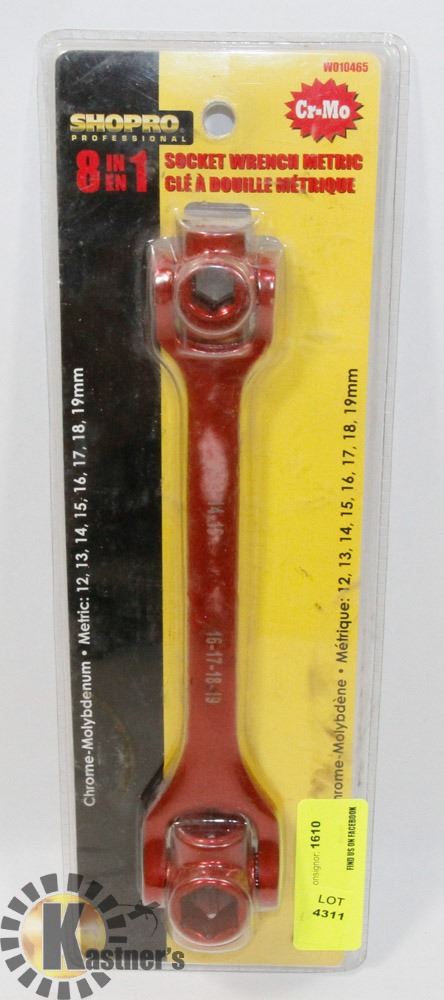 W010465
Cr-Mo
SHOPRO
PROFESSIONAL
8 IN EN 1
SOCKET WRENCH METRIC
CLÉ À DOUILLE MÉTRIQUE
Chrome-Molybdenum • Metric: 12, 13, 14, 15, 16, 17, 18, 19mm
hrome-Molybdène • Métrique: 12, 13, 14, 15, 16, 17, 18, 19mm
16-17-18-19
onsignor: 1610
LOT
4311
FIND US ON FACEBOOK
Kastner's